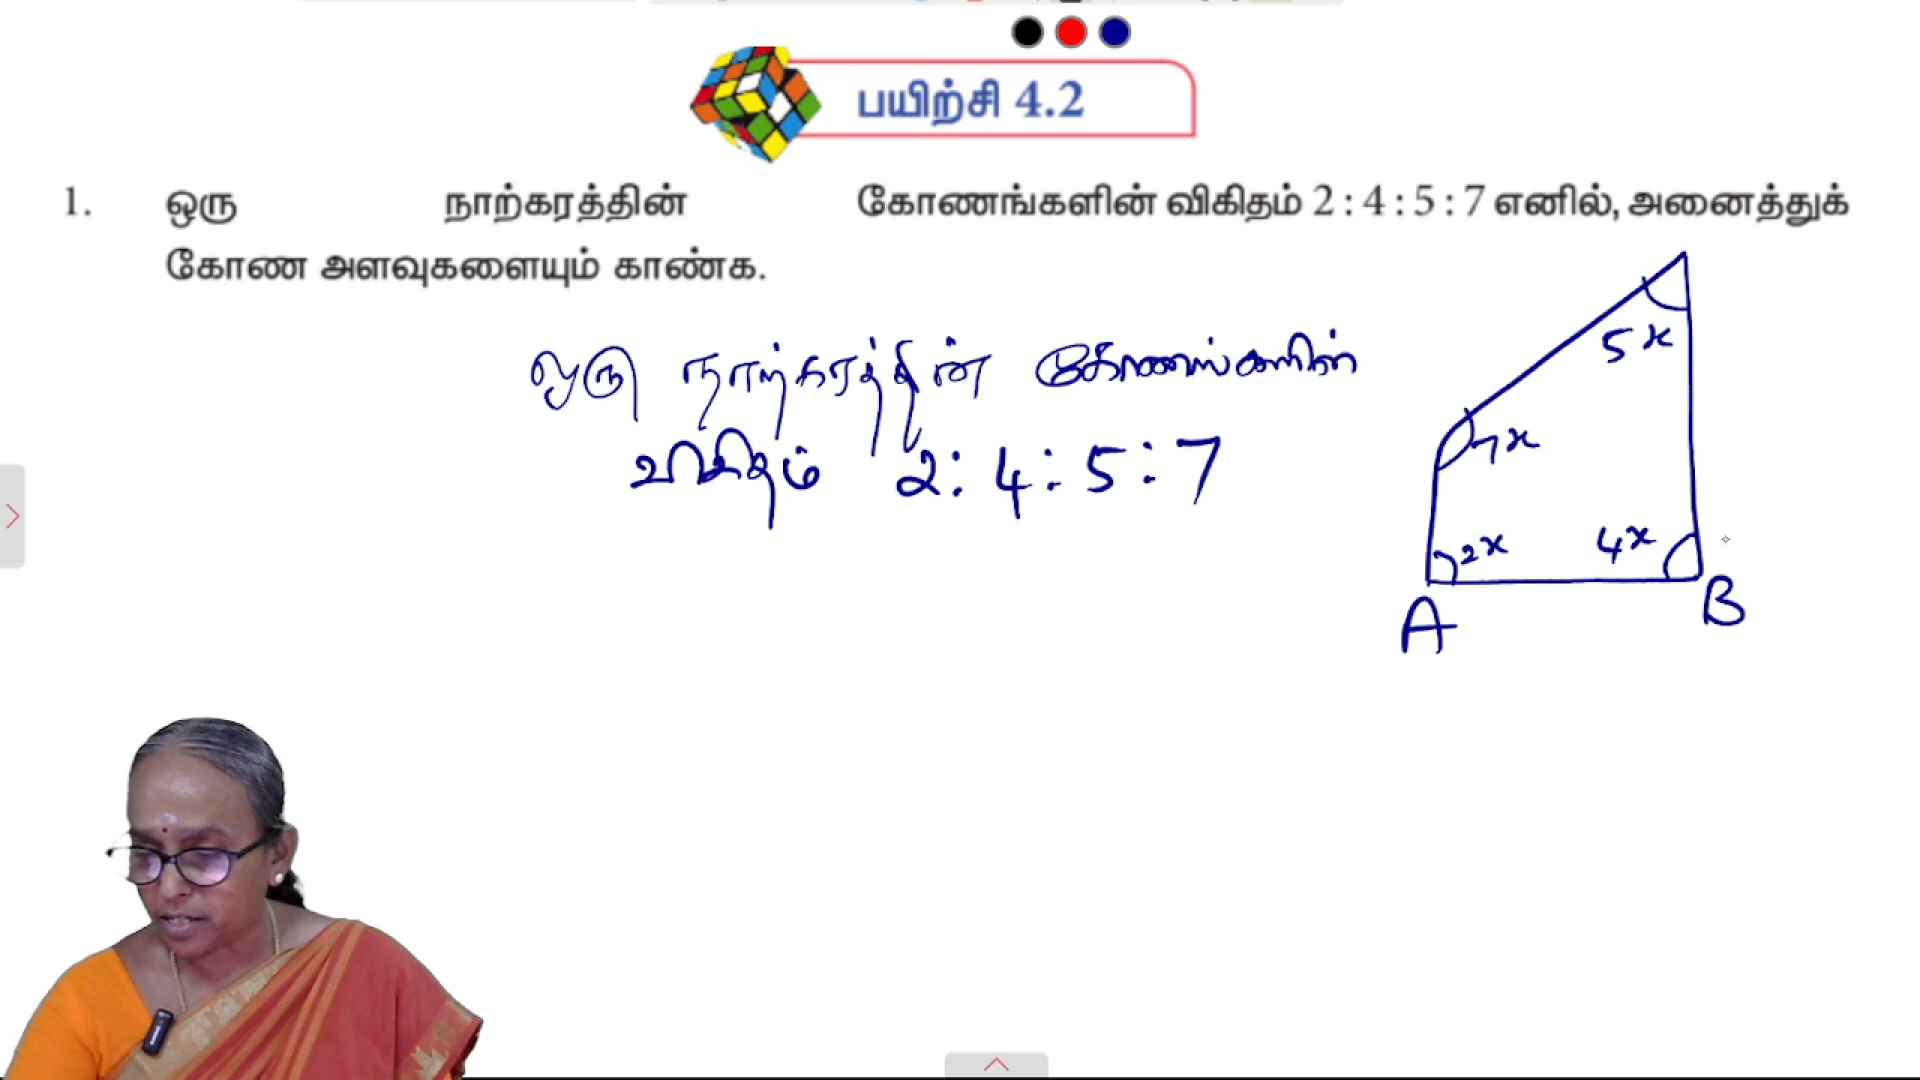 பயிற்சி 4.2
1. ஒரு நாற்கரத்தின் கோணங்களின் விகிதம் 2 : 4 : 5 : 7 எனில், அனைத்துக்
கோண அளவுகளையும் காண்க.
ஒரு நாற்கரத்தின் கோணங்களின்
விகிதம் 2 : 4 : 5 : 7
5x
7x
2x 4x
A B